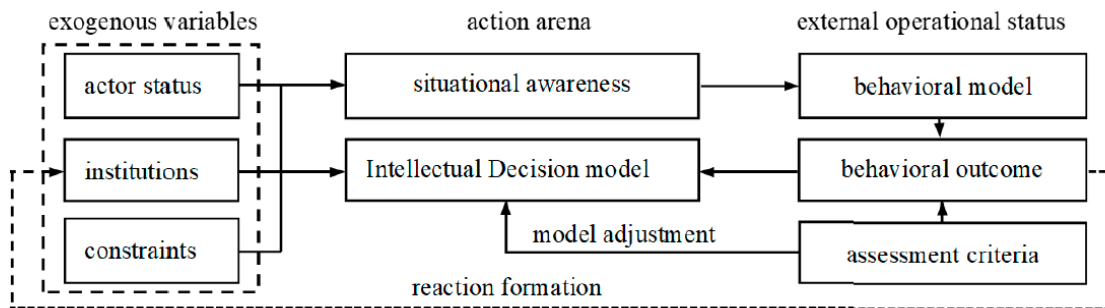 exogenous variables
action arena
external operational status
actor status
situational awareness
behavioral model
institutions
Intellectual Decision model
behavioral outcome
constraints
model adjustment
assessment criteria
reaction formation